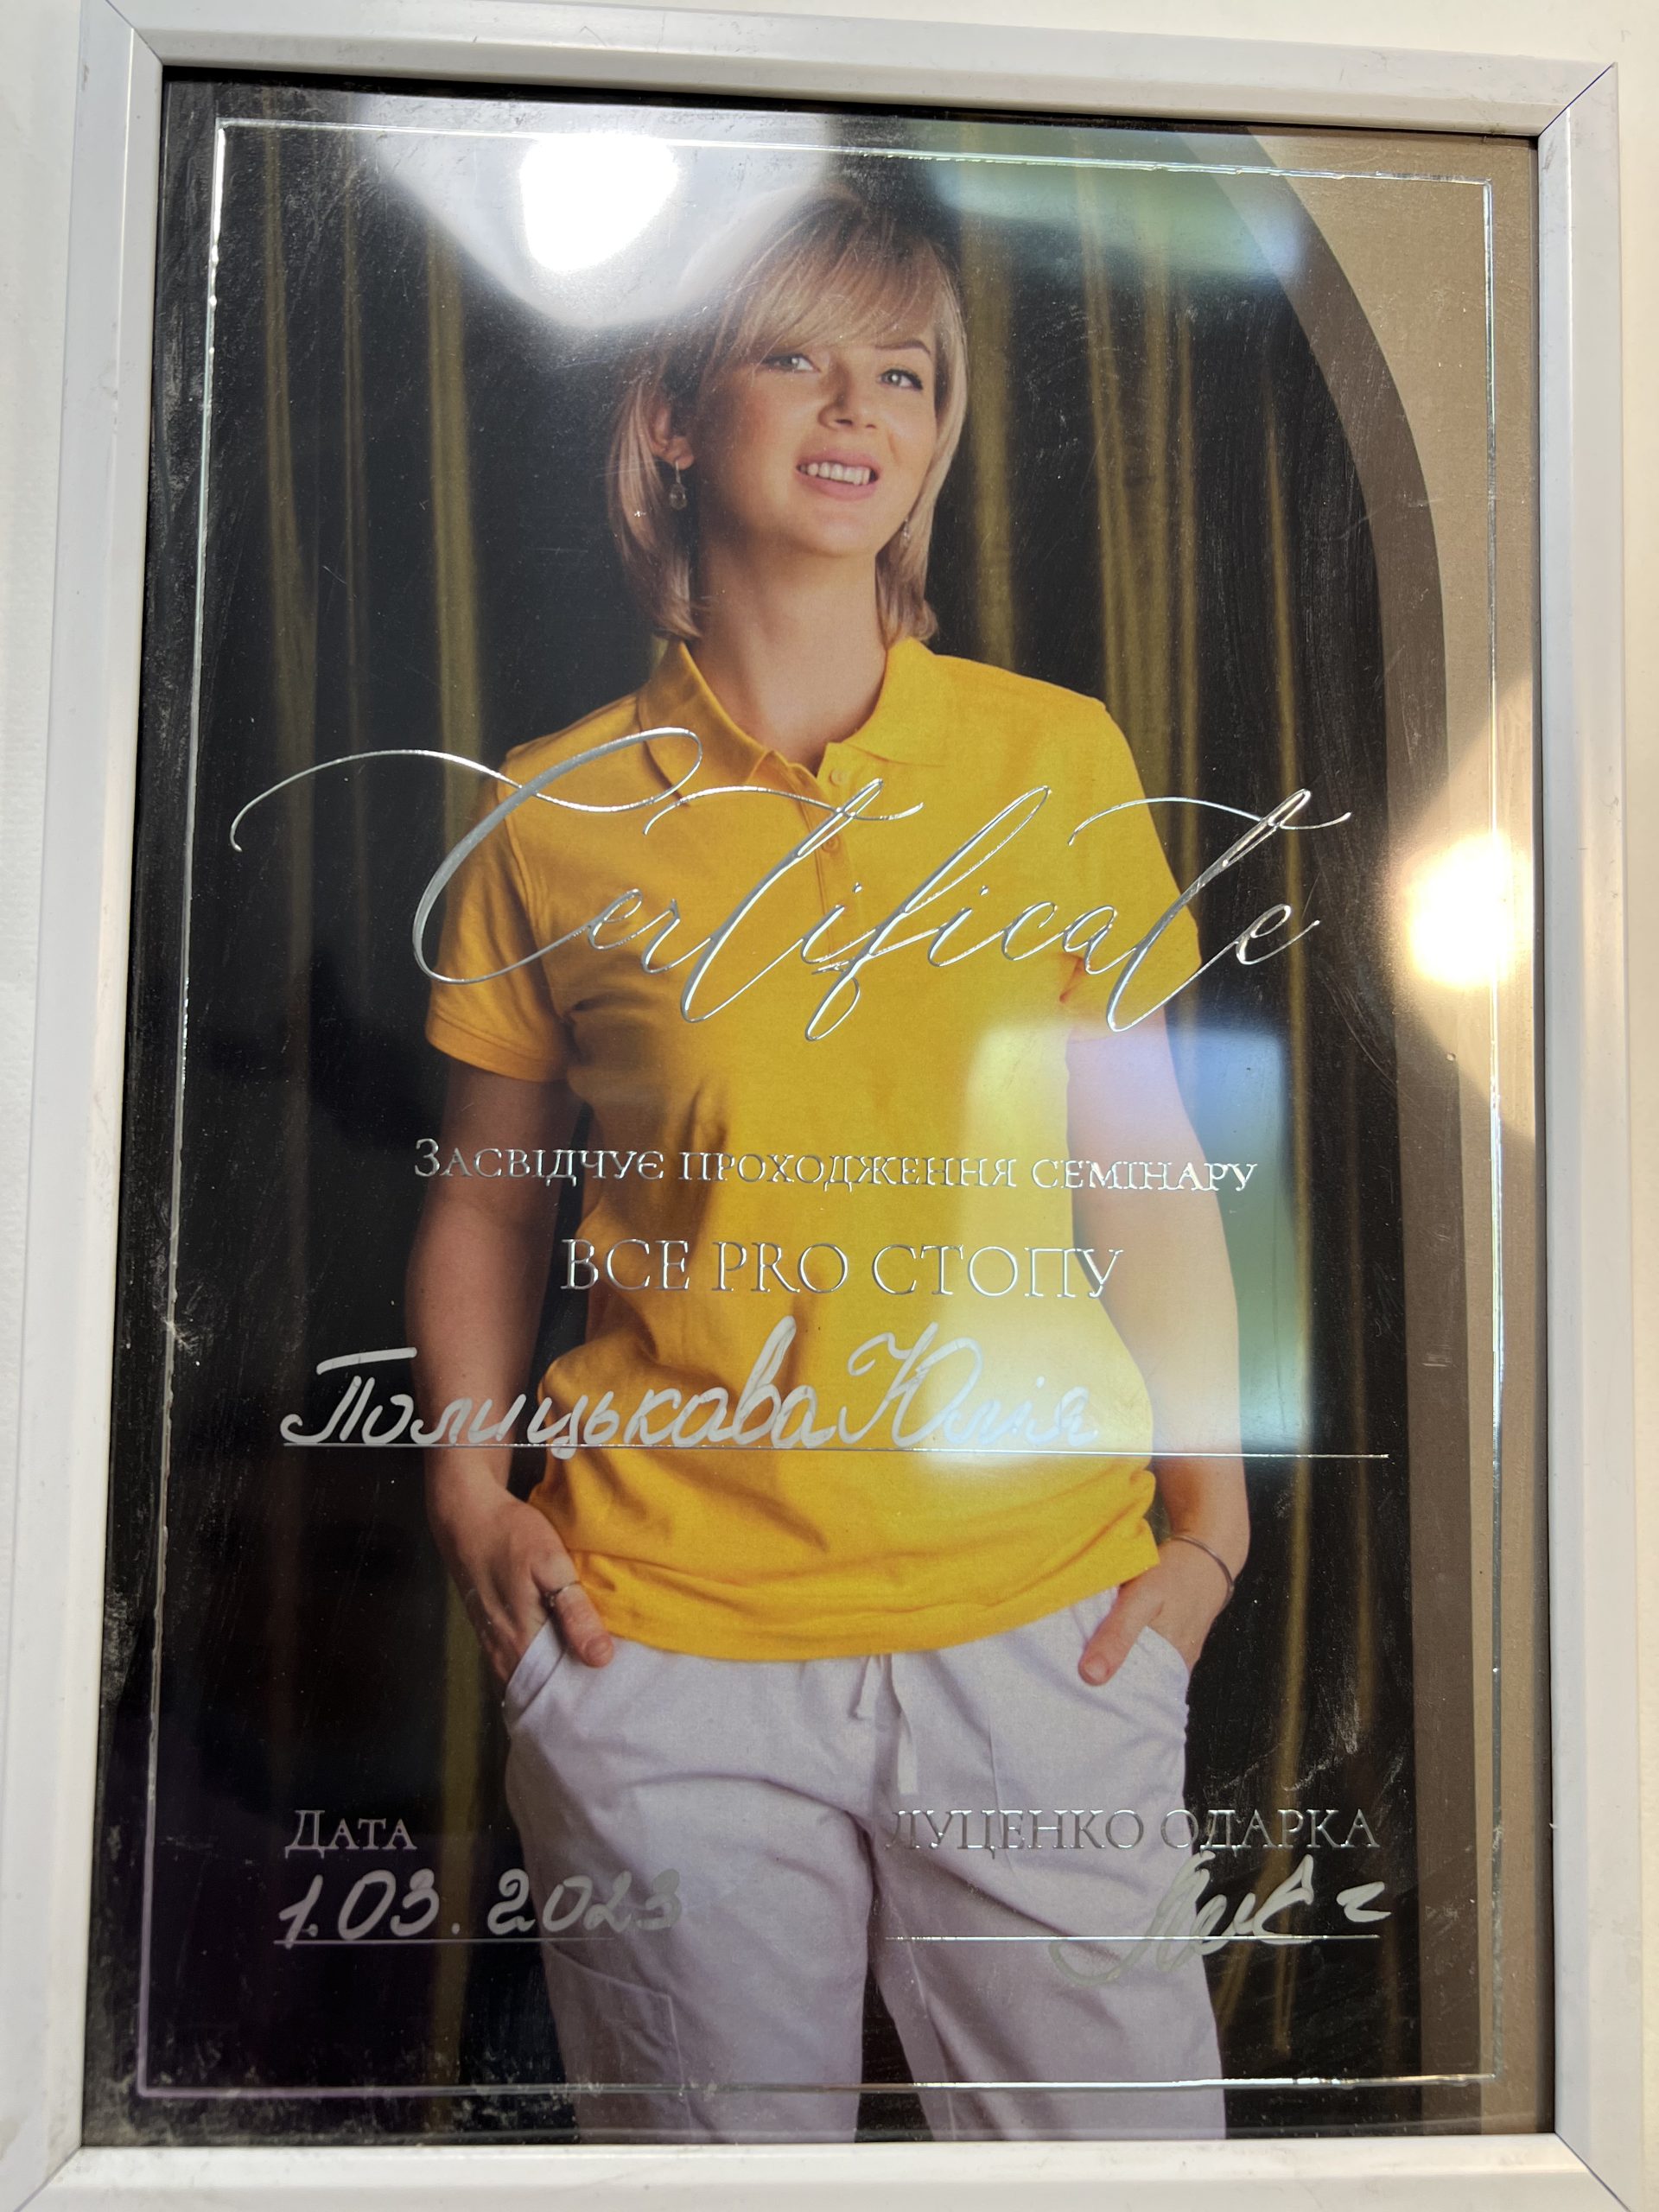 Certificate
Засвідчує проходження семінару
ВСЕ PRO СТОПУ
Полицькова Юлія
Дата
ЛУЦЕНКО ОДАРКА
1.03.2023